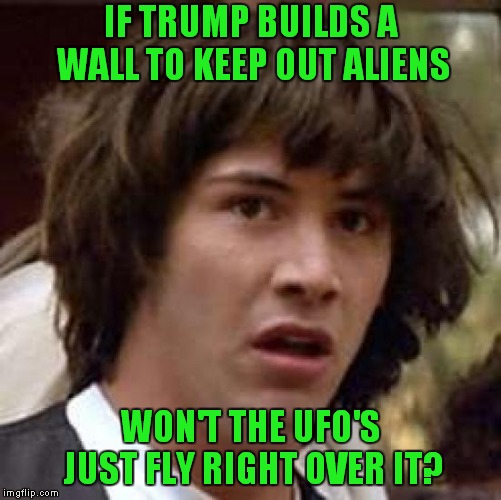 IF TRUMP BUILDS A
WALL TO KEEP OUT ALIENS
WON'T THE UFO'S
JUST FLY RIGHT OVER IT?
imgflip.com